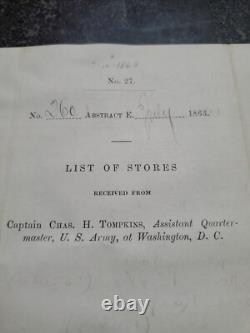 No. 27.
No. 260 ABSTRACT E. July 1863.
LIST OF STORES
RECEIVED FROM
Captain CHAS. H. TOMPKINS, Assistant Quarter-
master, U. S. Army, at Washington, D. C.